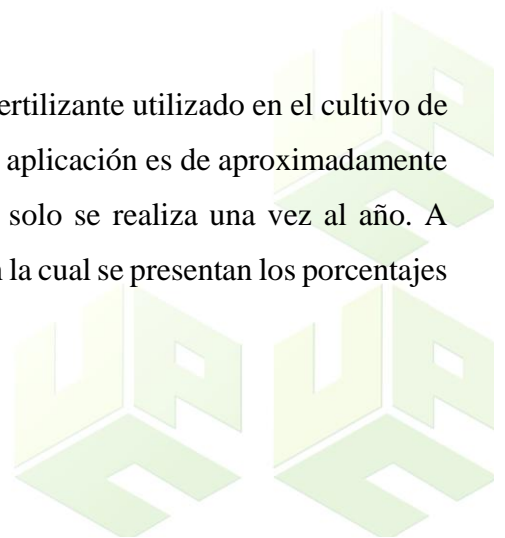 ertilizante utilizado en el cultivo de
aplicación es de aproximadamente
solo se realiza una vez al año. A
la cual se presentan los porcentajes